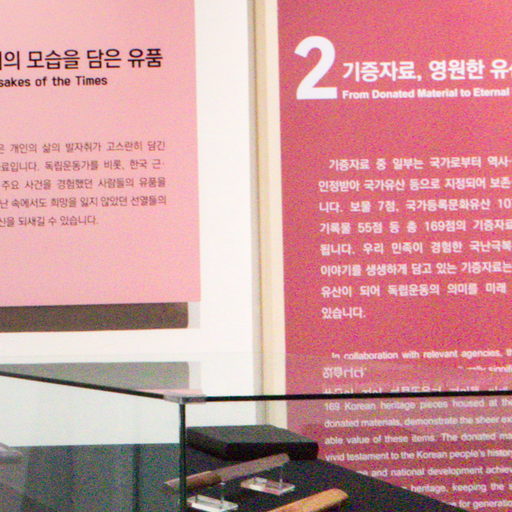 의 모습을 담은 유품
sakes of the Times
은 개인의 삶의 발자취가 고스란히 담긴
료입니다. 독립운동가를 비롯, 한국 근·
주요 사건을 경험했던 사람들의 유품을
난 속에서도 희망을 잃지 않았던 선열들의
신을 되새길 수 있습니다.
2
기증자료, 영원한 유
From Donated Material to Eternal
기증자료 중 일부는 국가로부터 역사
인정받아 국가유산 등으로 지정되어 보존
니다. 보물 7점, 국가등록문화유산 10
기록물 55점 등 총 169점의 기증자료
됩니다. 우리 민족이 경험한 국난극복
이야기를 생생하게 담고 있는 기증자료는
유산이 되어 독립운동의 의미를 미래
있습니다.
In collaboration with relevant agencies,
169 Korean heritage pieces housed at the
donated materials, demonstrate the sheer
able value of these items. The donated
vivid testament to the Korean people's
and national development
heritage, keeping the
for